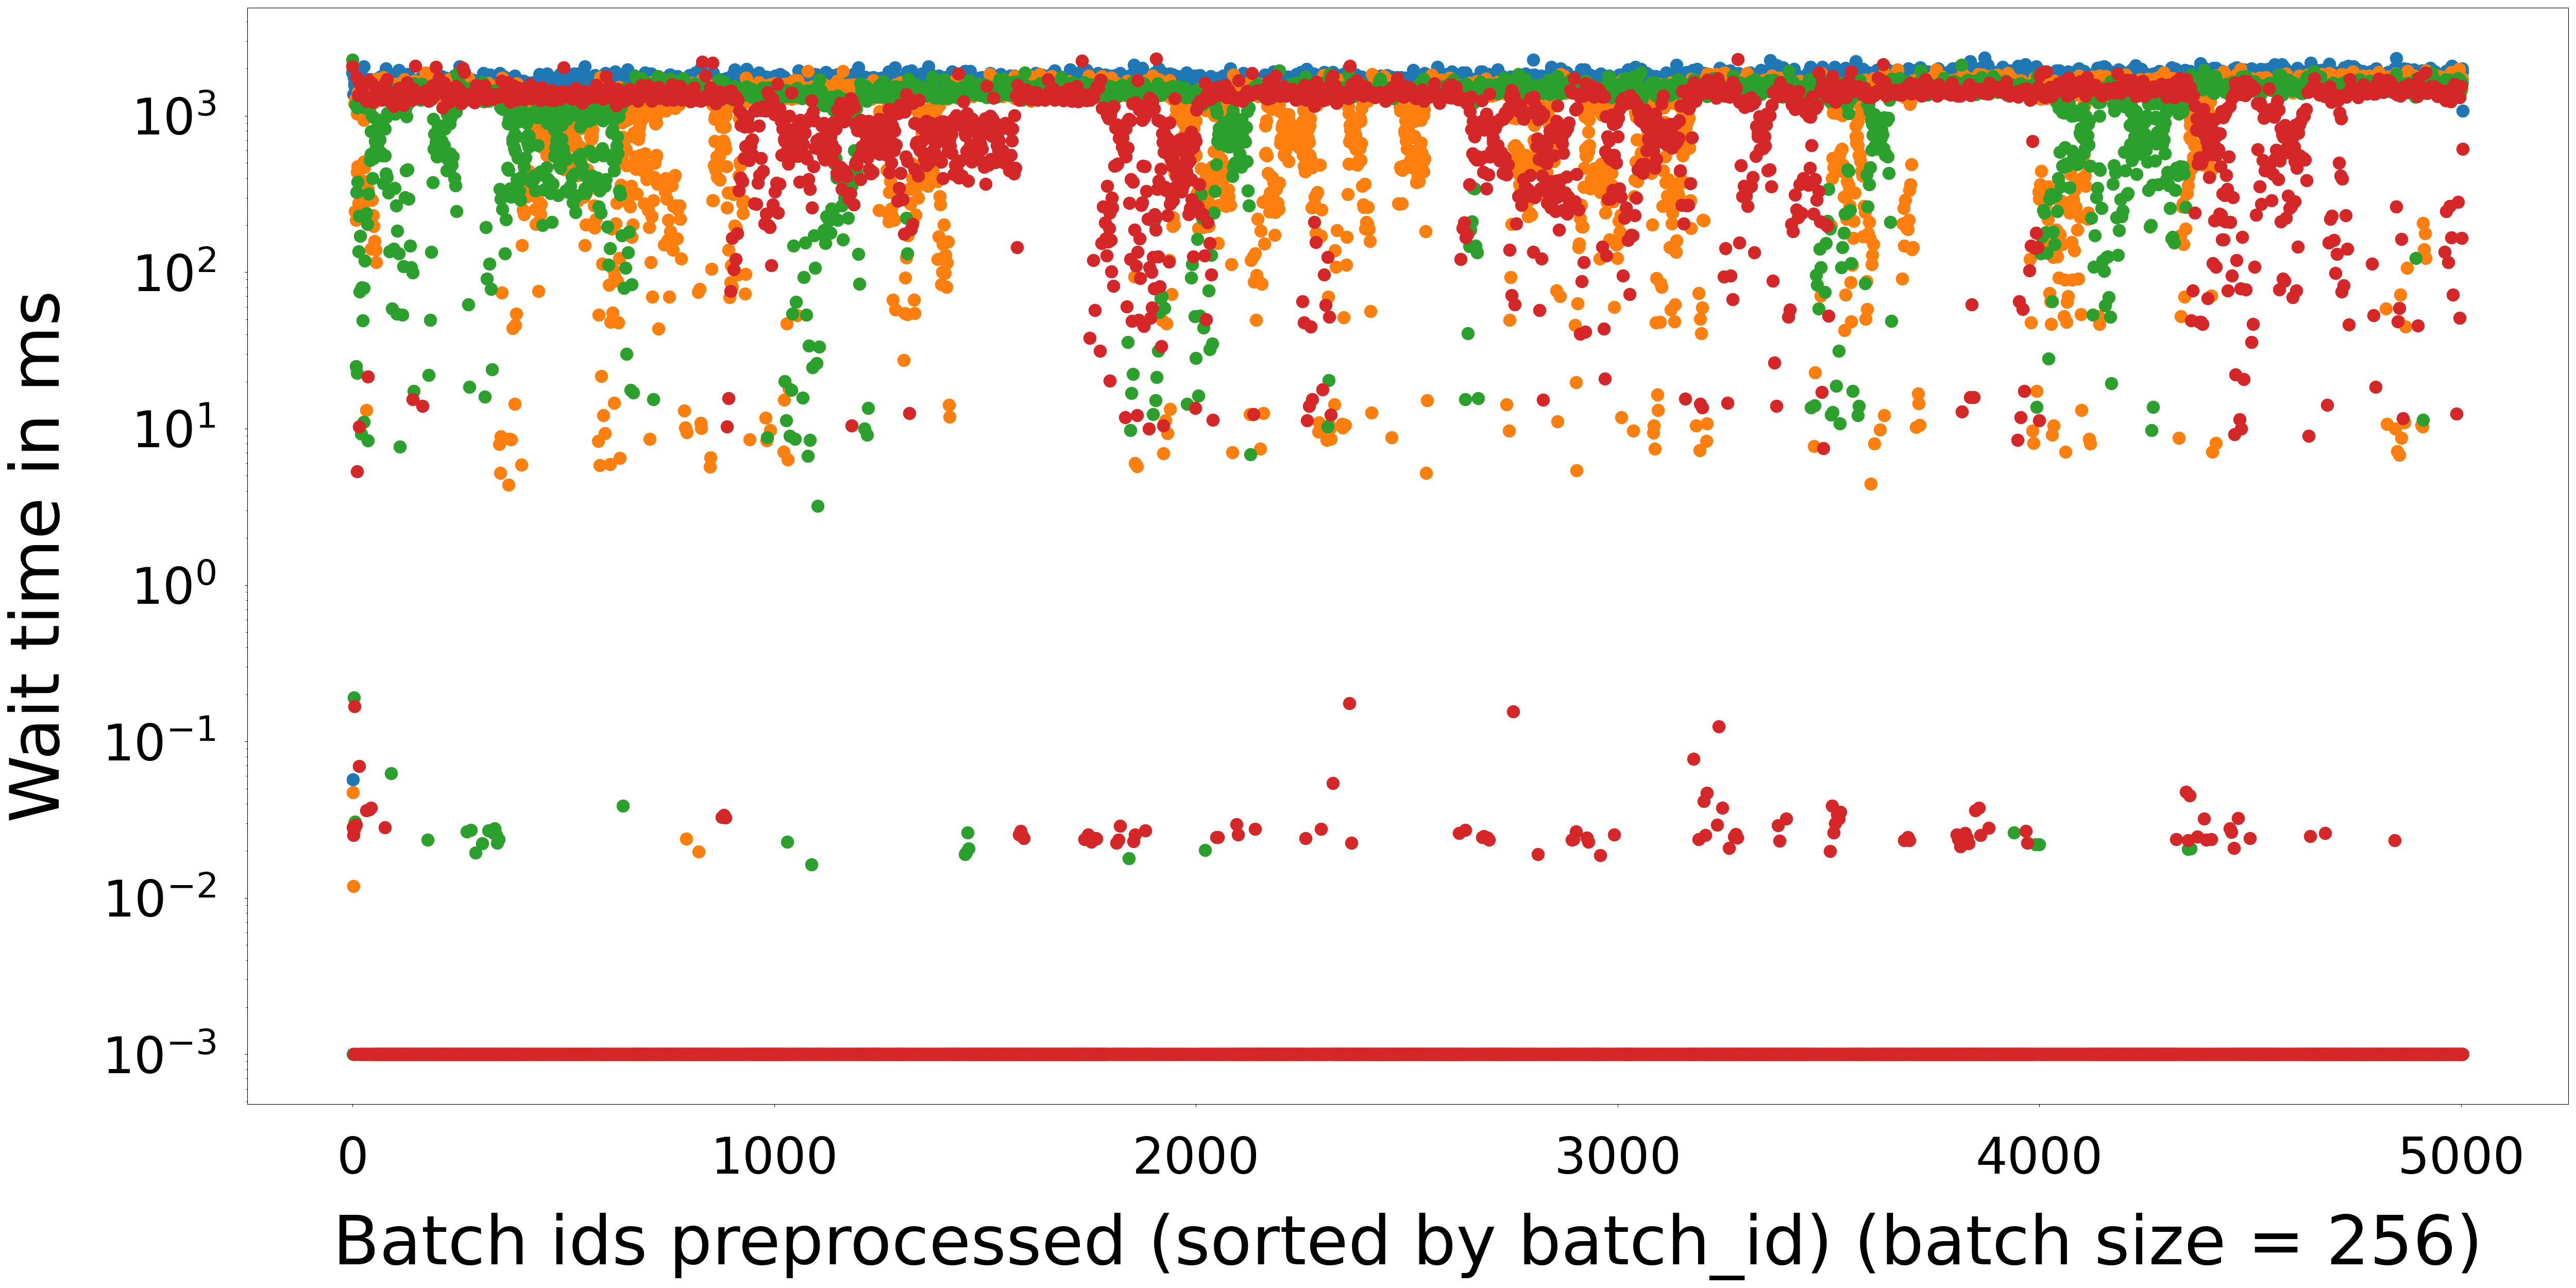 Wait time in ms
10³
10²
10¹
10⁰
10⁻¹
10⁻²
10⁻³
0 1000 2000 3000 4000 5000
Batch ids preprocessed (sorted by batch_id) (batch size = 256)